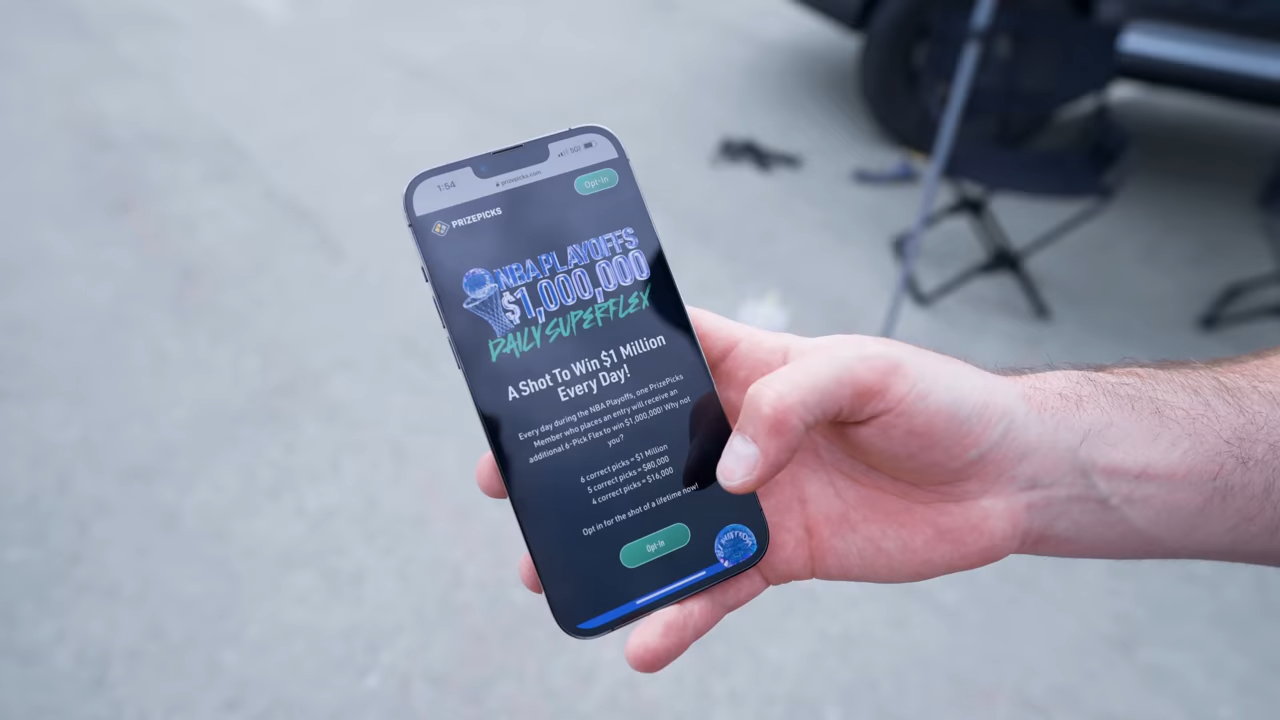 1:54
5G
prizepicks.com
Opt-In
PRIZEPICKS
NBA PLAYOFFS
$1,000,000
DAILY SUPERFLEX
A Shot To Win $1 Million
Every Day!
Every day during the NBA Playoffs, one PrizePicks
Member who places an entry will receive an
additional 6-Pick Flex to win $1,000,000! Why not
you?
6 correct picks = $1 Million
5 correct picks = $80,000
4 correct picks = $16,000
Opt in for the shot of a lifetime now!
Opt-In